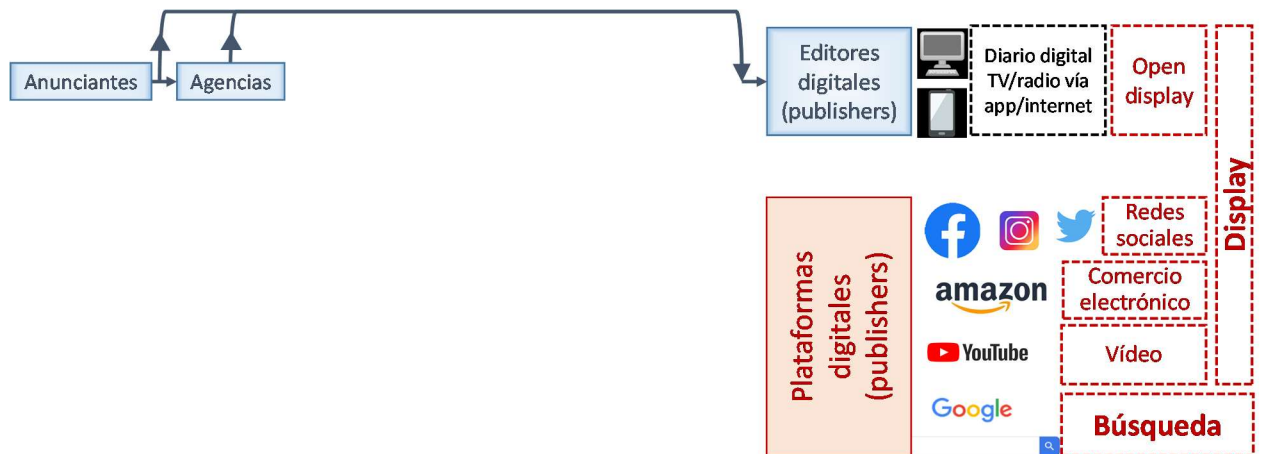 Anunciantes
Agencias
Editores
digitales
(publishers)
Diario digital
TV/radio vía
app/internet
Open
display
Display
Plataformas
digitales
(publishers)
Redes
sociales
amazon
Comercio
electrónico
YouTube
Vídeo
Google
Búsqueda